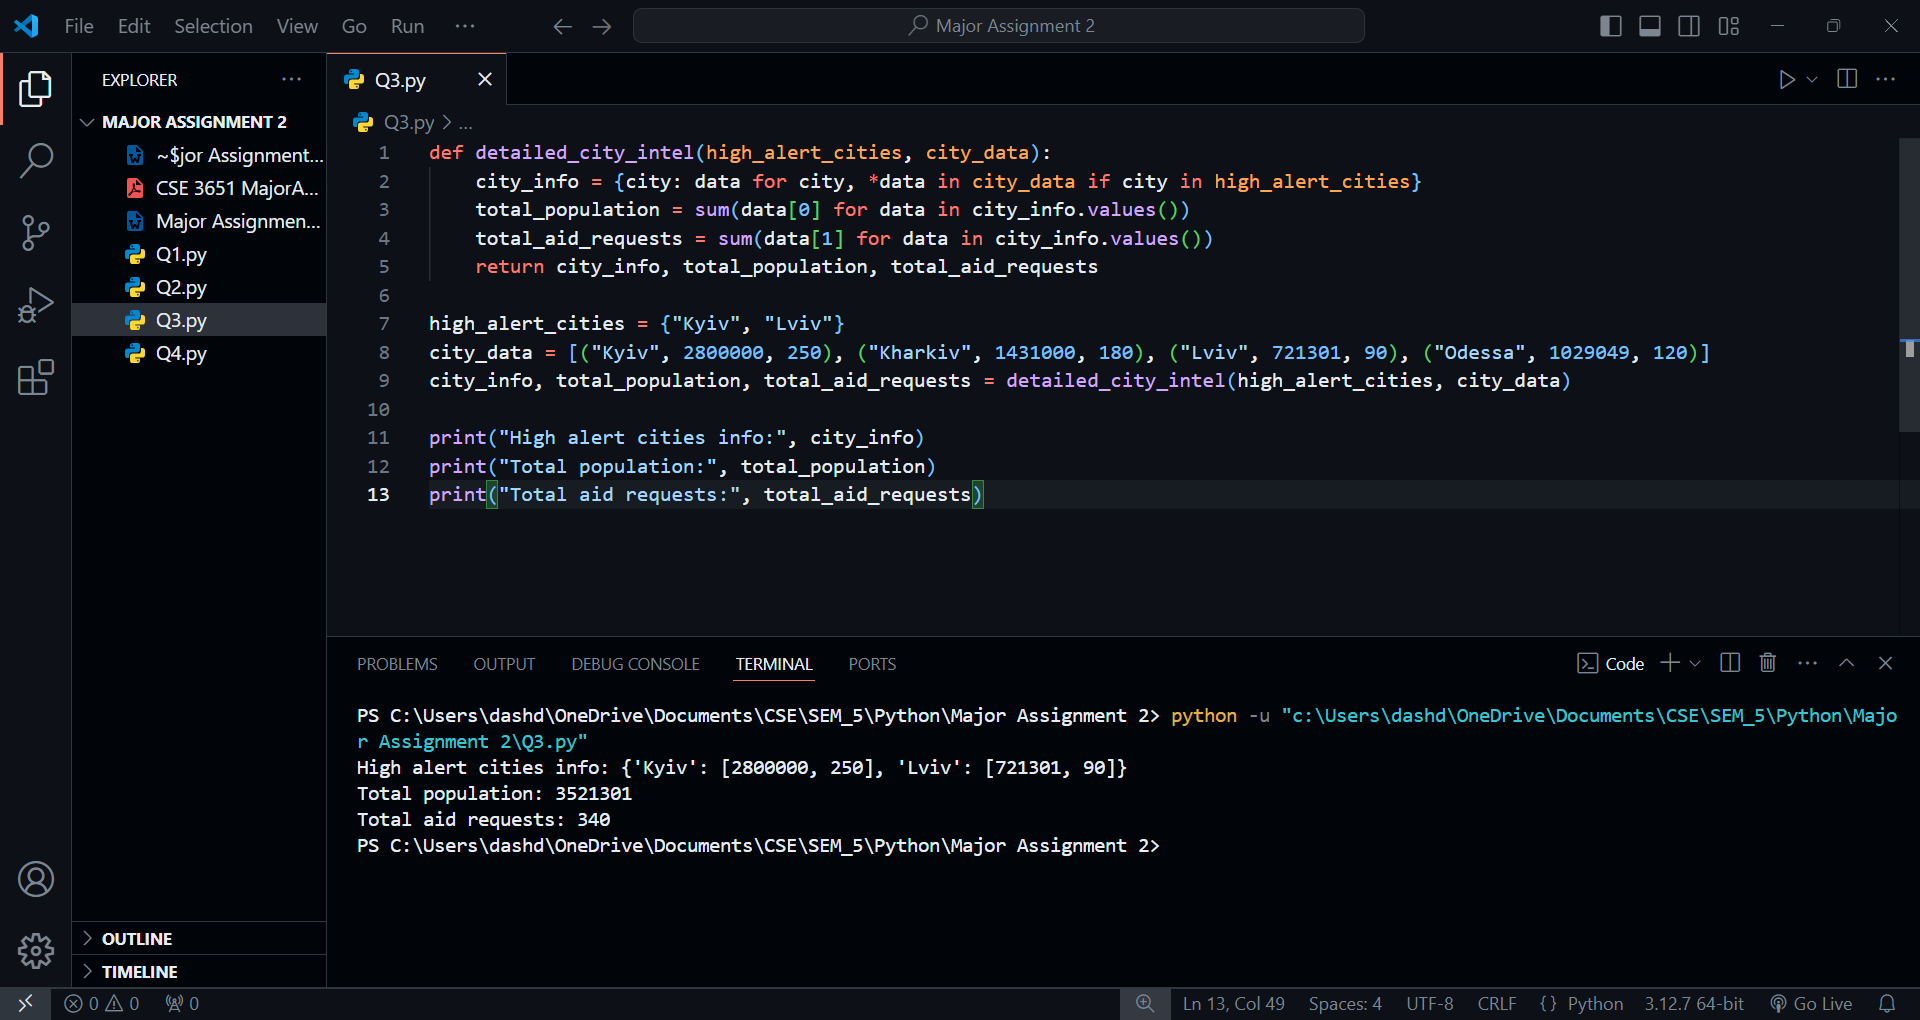 File Edit Selection View Go Run ···
Major Assignment 2
EXPLORER ···
MAJOR ASSIGNMENT 2
~$jor Assignment...
CSE 3651 MajorA...
Major Assignmen...
Q1.py
Q2.py
Q3.py
Q4.py
OUTLINE
TIMELINE
Q3.py
Q3.py > ...
1 def detailed_city_intel(high_alert_cities, city_data):
2     city_info = {city: data for city, *data in city_data if city in high_alert_cities}
3     total_population = sum(data[0] for data in city_info.values())
4     total_aid_requests = sum(data[1] for data in city_info.values())
5     return city_info, total_population, total_aid_requests
6
7 high_alert_cities = {"Kyiv", "Lviv"}
8 city_data = [("Kyiv", 2800000, 250), ("Kharkiv", 1431000, 180), ("Lviv", 721301, 90), ("Odessa", 1029049, 120)]
9 city_info, total_population, total_aid_requests = detailed_city_intel(high_alert_cities, city_data)
10
11 print("High alert cities info:", city_info)
12 print("Total population:", total_population)
13 print("Total aid requests:", total_aid_requests)
PROBLEMS OUTPUT DEBUG CONSOLE TERMINAL PORTS
Code
PS C:\Users\dashd\OneDrive\Documents\CSE\SEM_5\Python\Major Assignment 2> python -u "c:\Users\dashd\OneDrive\Documents\CSE\SEM_5\Python\Majo
r Assignment 2\Q3.py"
High alert cities info: {'Kyiv': [2800000, 250], 'Lviv': [721301, 90]}
Total population: 3521301
Total aid requests: 340
PS C:\Users\dashd\OneDrive\Documents\CSE\SEM_5\Python\Major Assignment 2>
0 0 0 Ln 13, Col 49 Spaces: 4 UTF-8 CRLF {} Python 3.12.7 64-bit Go Live